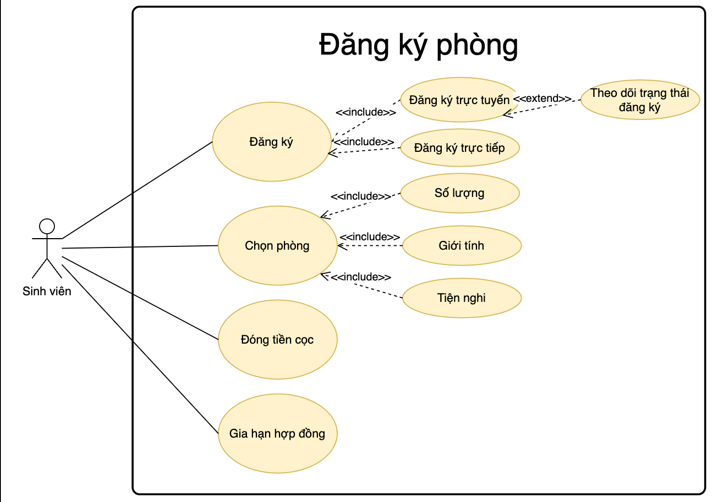 Đăng ký phòng
Đăng ký trực tuyến
<<extend>>
Theo dõi trạng thái
đăng ký
<<include>>
Đăng ký
<<include>>
Đăng ký trực tiếp
<<include>>
Số lượng
Chọn phòng
<<include>>
Giới tính
<<include>>
Tiện nghi
Sinh viên
Đóng tiền cọc
Gia hạn hợp đồng